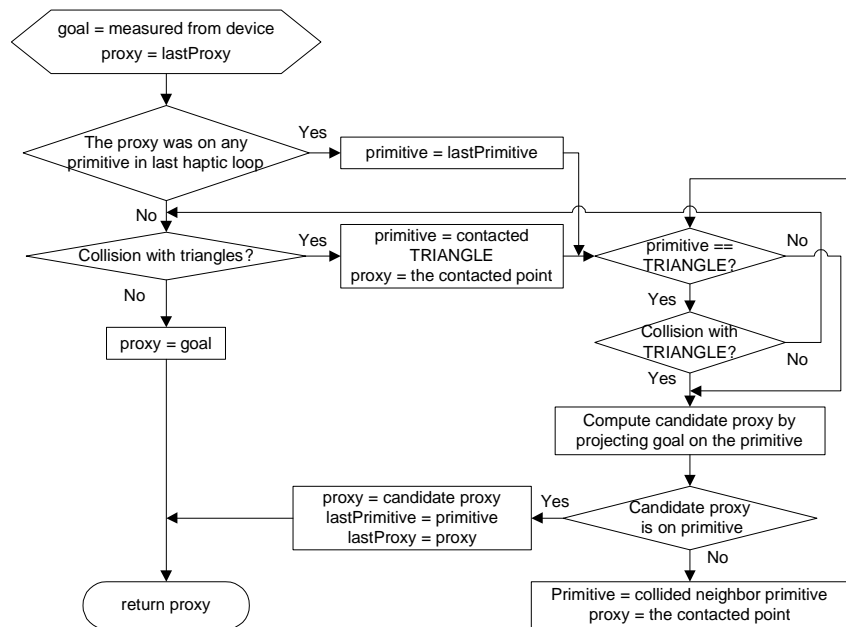 goal = measured from device
proxy = lastProxy
The proxy was on any
primitive in last haptic loop
Yes
primitive = lastPrimitive
No
Collision with triangles?
Yes
primitive = contacted
TRIANGLE
proxy = the contacted point
primitive ==
TRIANGLE?
No
No
Yes
proxy = goal
Collision with
TRIANGLE?
No
Yes
Compute candidate proxy by
projecting goal on the primitive
proxy = candidate proxy
lastPrimitive = primitive
lastProxy = proxy
Yes
Candidate proxy
is on primitive
No
return proxy
Primitive = collided neighbor primitive
proxy = the contacted point